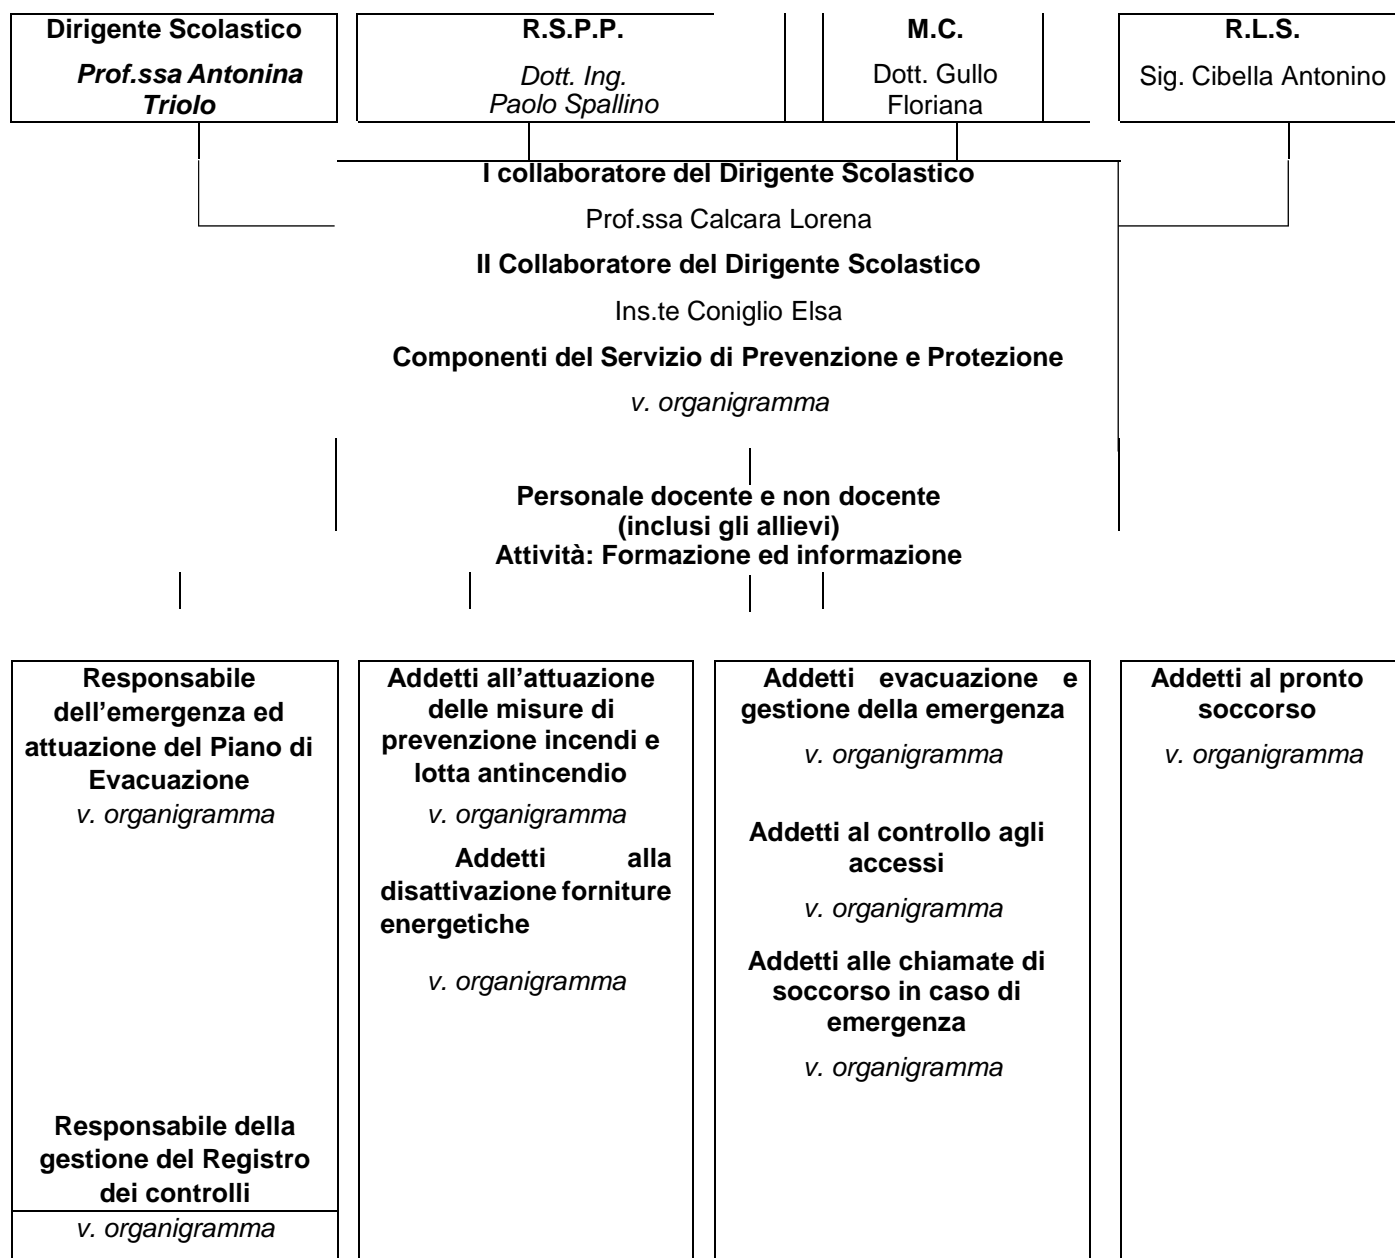 Dirigente Scolastico
Prof.ssa Antonina
Triolo
R.S.P.P.
Dott. Ing.
Paolo Spallino
M.C.
Dott. Gullo
Floriana
R.L.S.
Sig. Cibella Antonino
I collaboratore del Dirigente Scolastico
Prof.ssa Calcara Lorena
II Collaboratore del Dirigente Scolastico
Ins.te Coniglio Elsa
Componenti del Servizio di Prevenzione e Protezione
v. organigramma
Personale docente e non docente
(inclusi gli allievi)
Attività: Formazione ed informazione
Responsabile
dell’emergenza ed
attuazione del Piano di
Evacuazione
v. organigramma
Responsabile della
gestione del Registro
dei controlli
v. organigramma
Addetti all’attuazione
delle misure di
prevenzione incendi e
lotta antincendio
v. organigramma
Addetti alla
disattivazione forniture
energetiche
v. organigramma
Addetti evacuazione e
gestione della emergenza
v. organigramma
Addetti al controllo agli
accessi
v. organigramma
Addetti alle chiamate di
soccorso in caso di
emergenza
v. organigramma
Addetti al pronto
soccorso
v. organigramma